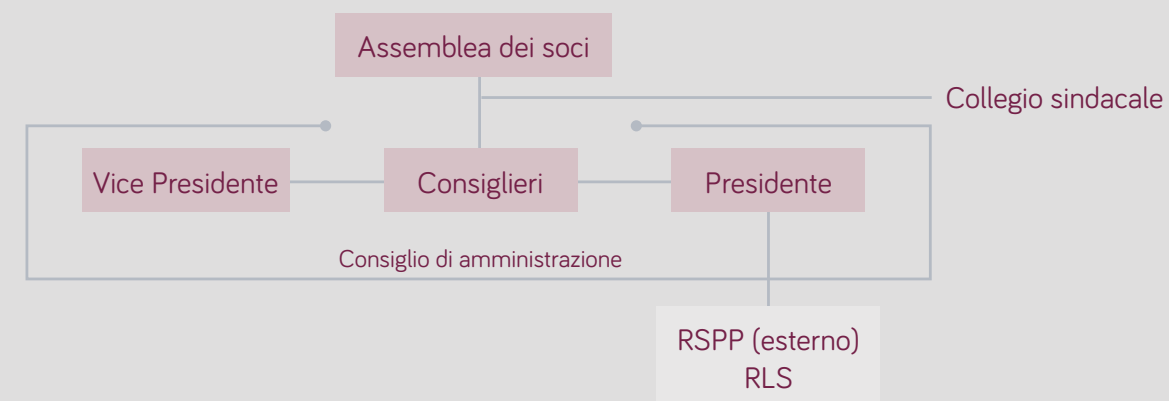 Assemblea dei soci
Collegio sindacale
Vice Presidente
Consiglieri
Presidente
Consiglio di amministrazione
RSPP (esterno)
RLS